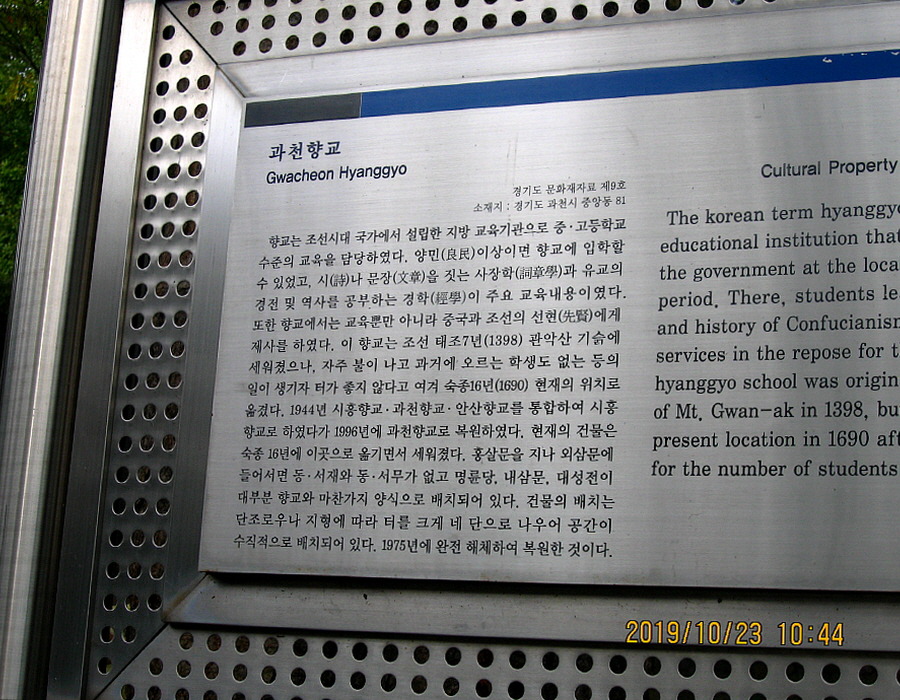 과천향교
Gwacheon Hyanggyo
경기도 문화재자료 제9호
소재지 : 경기도 과천시 중앙동 81
향교는 조선시대 국가에서 설립한 지방 교육기관으로 중·고등학교
수준의 교육을 담당하였다. 양민(良民)이상이면 향교에 입학할
수 있었고, 시(詩)나 문장(文章)을 짓는 사장학(詞章學)과 유교의
경전 및 역사를 공부하는 경학(經學)이 주요 교육내용이였다.
또한 향교에서는 교육뿐만 아니라 중국과 조선의 선현(先賢)에게
제사를 하였다. 이 향교는 조선 태조7년(1398) 관악산 기슭에
세워졌으나, 자주 불이 나고 과거에 오르는 학생도 없는 등의
일이 생기자 터가 좋지 않다고 여겨 숙종16년(1690) 현재의 위치로
옮겼다. 1944년 시흥향교·과천향교·안산향교를 통합하여 시흥
향교로 하였다가 1996년에 과천향교로 복원하였다. 현재의 건물은
숙종 16년에 이곳으로 옮기면서 세워졌다. 홍살문을 지나 외삼문에
들어서면 동·서재와 동·서무가 없고 명륜당, 내삼문, 대성전이
대부분 향교와 마찬가지 양식으로 배치되어 있다. 건물의 배치는
단조로우나 지형에 따라 터를 크게 네 단으로 나누어 공간이
수직적으로 배치되어 있다. 1975년에 완전 해체하여 복원한 것이다.
Cultural Property
The korean term hyanggyo
educational institution that
the government at the loca
period. There, students le
and history of Confucianism
services in the repose for t
hyanggyo school was origin
of Mt. Gwan-ak in 1398, bu
present location in 1690 aft
for the number of students
2019/10/23 10:44